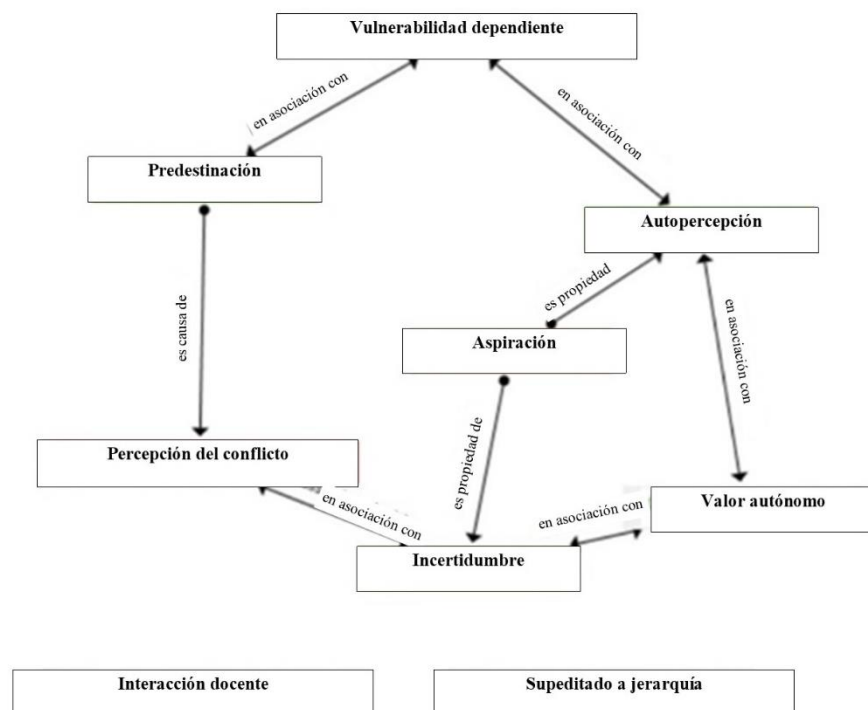 Vulnerabilidad dependiente
en asociación con
en asociación con
Predestinación
Autopercepción
es propiedad
es causa de
Aspiración
en asociación con
es propiedad de
Percepción del conflicto
en asociación con
en asociación con
Valor autónomo
Incertidumbre
Interacción docente
Supeditado a jerarquía